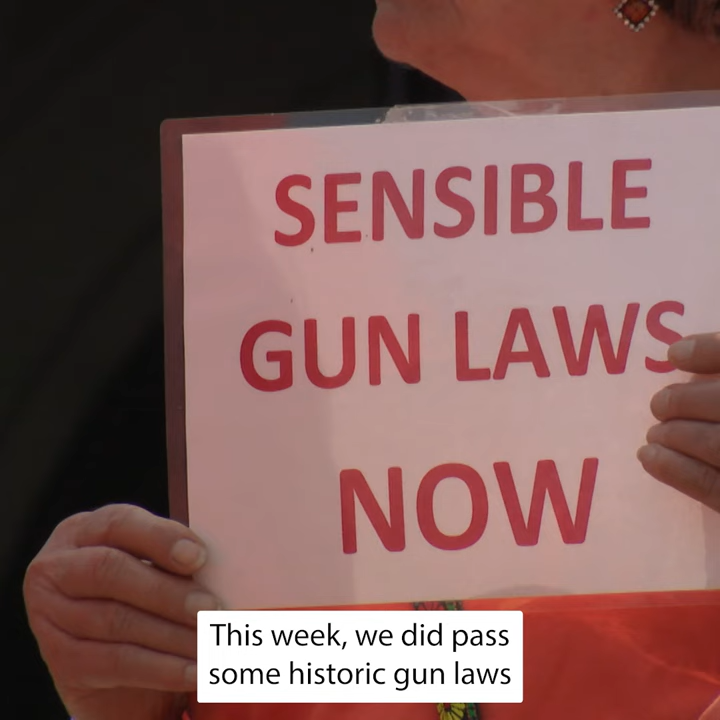 SENSIBLE
GUN LAWS
NOW
This week, we did pass
some historic gun laws